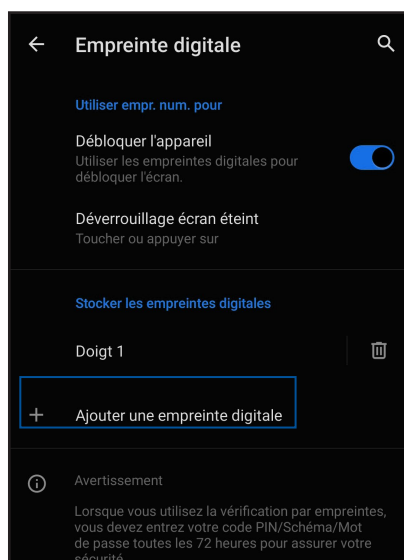 Empreinte digitale
Utiliser empr. num. pour
Débloquer l'appareil
Utiliser les empreintes digitales pour
débloquer l'écran.
Déverrouillage écran éteint
Toucher ou appuyer sur
Stocker les empreintes digitales
Doigt 1
Ajouter une empreinte digitale
Avertissement
Lorsque vous utilisez la vérification par empreintes,
vous devez entrez votre code PIN/Schéma/Mot
de passe toutes les 72 heures pour assurer votre
sécurité